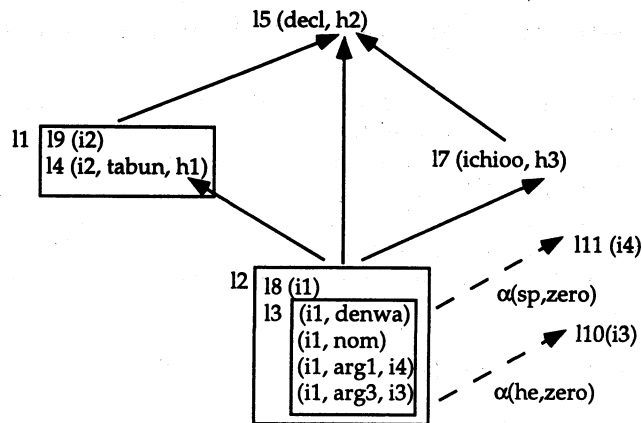 l5 (decl, h2)
l1
l9 (i2)
l4 (i2, tabun, h1)
l7 (ichioo, h3)
l11 (i4)
α(sp,zero)
l2
l8 (i1)
l3
(i1, denwa)
(i1, nom)
(i1, arg1, i4)
(i1, arg3, i3)
l10(i3)
α(he,zero)